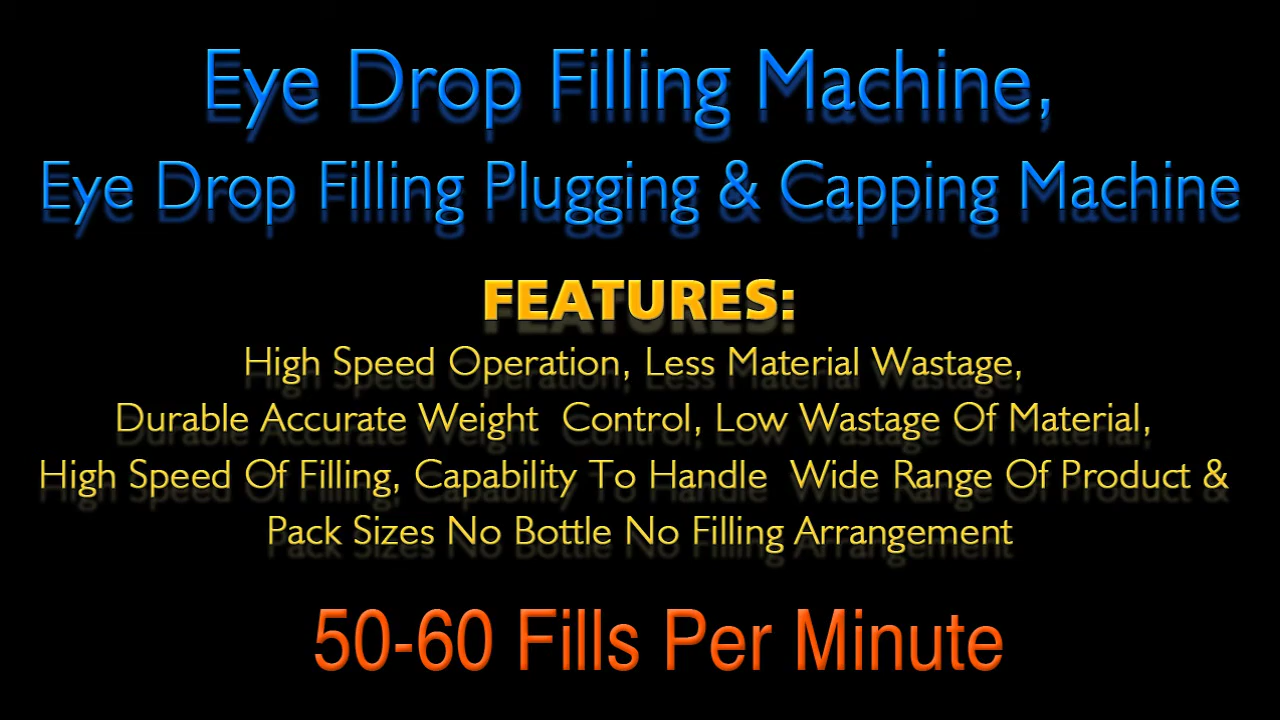 Eye Drop Filling Machine,
Eye Drop Filling Plugging & Capping Machine
FEATURES:
High Speed Operation, Less Material Wastage,
Durable Accurate Weight  Control, Low Wastage Of Material,
High Speed Of Filling, Capability To Handle  Wide Range Of Product &
Pack Sizes No Bottle No Filling Arrangement
50-60 Fills Per Minute